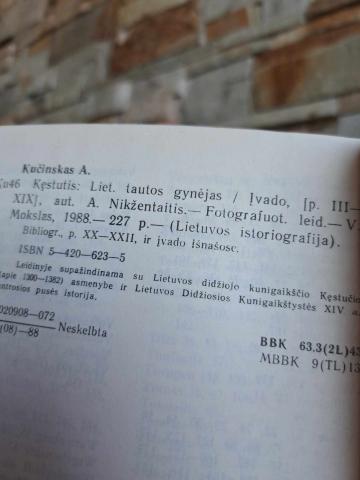 Kučinskas A.
Ku46 Kęstutis: Liet. tautos gynėjas / Įvado, [p. III—
XIX], aut. A. Nikžentaitis.— Fotografuot. leid.— V.
Mokslas, 1988.— 227 p.— (Lietuvos istoriografija).
Bibliogr., p. XX—XXII, ir įvado išnašosc.
ISBN 5—420—623—5
Leidinyje supažindinama su Lietuvos didžiojo kunigaikščio Kęstučio
(apie 1300—1382) asmenybe ir Lietuvos Didžiosios Kunigaikštystės XIV a.
antrosios pusės istorija.
020908—072
(08)—88 Neskelbta
BBK 63.3(2L)43
MBBK 9(TL)13